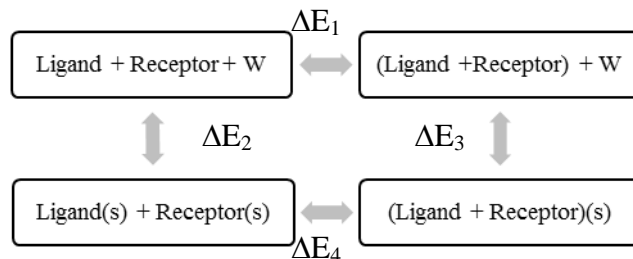 ΔE₁
Ligand + Receptor + W
(Ligand +Receptor) + W
ΔE₂
ΔE₃
Ligand(s) + Receptor(s)
(Ligand + Receptor)(s)
ΔE₄